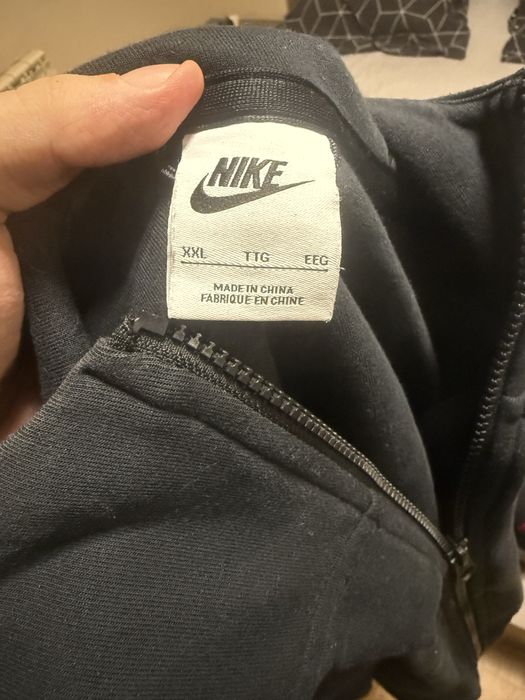 NIKE
XXL TTG EEG
MADE IN CHINA
FABRIQUE EN CHINE